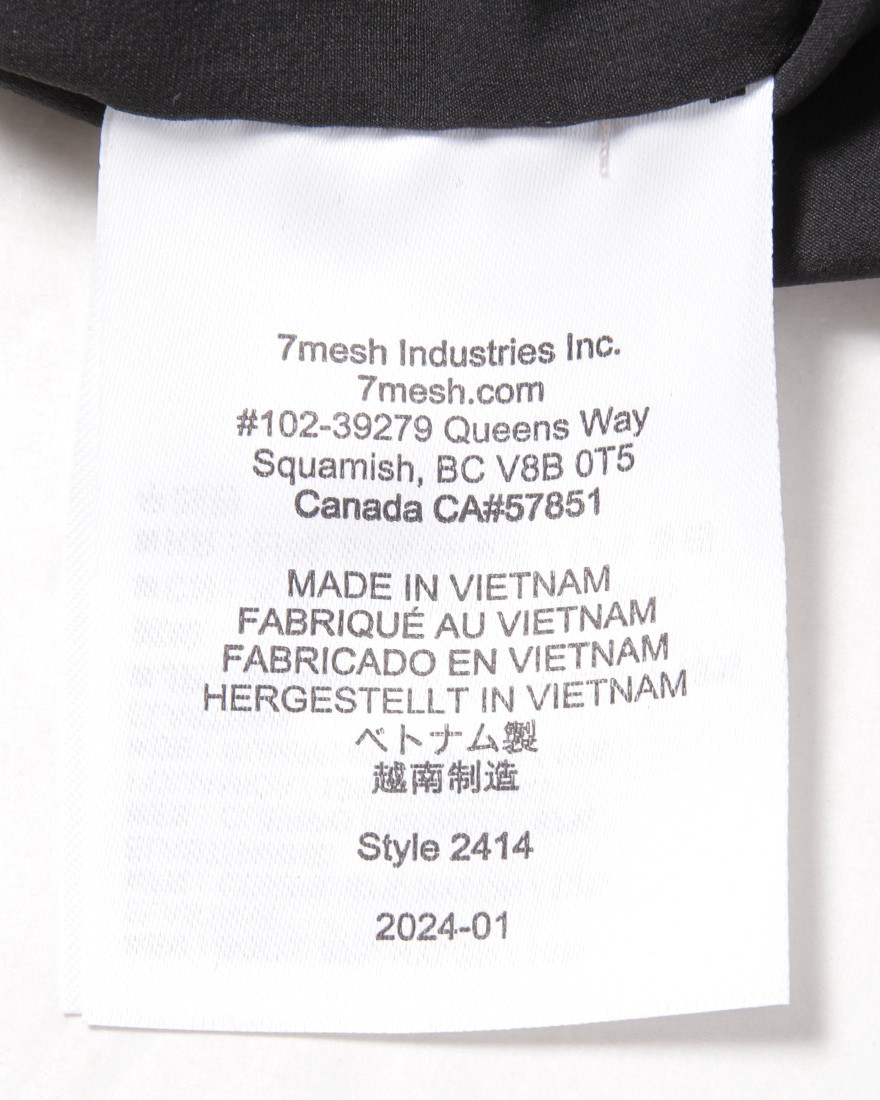 7mesh Industries Inc.
7mesh.com
#102-39279 Queens Way
Squamish, BC V8B 0T5
Canada CA#57851
MADE IN VIETNAM
FABRIQUÉ AU VIETNAM
FABRICADO EN VIETNAM
HERGESTELLT IN VIETNAM
ベトナム製
越南制造
Style 2414
2024-01